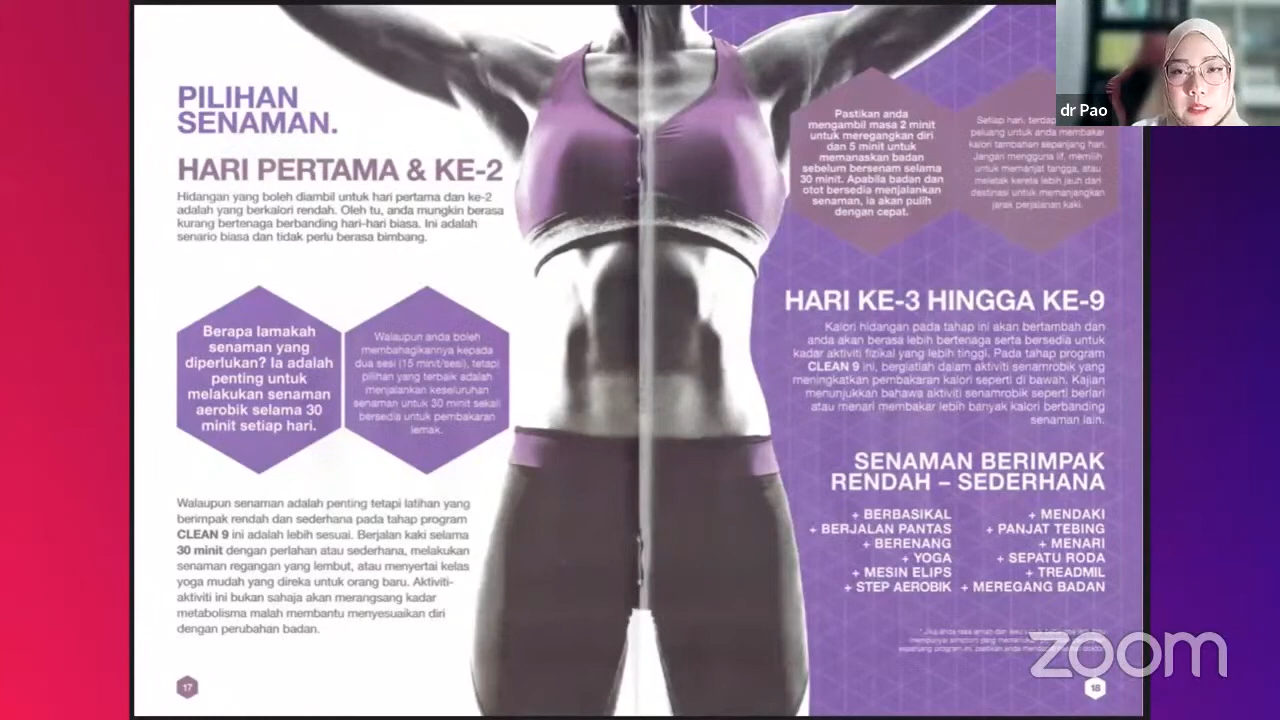 PILIHAN
SENAMAN.
HARI PERTAMA & KE-2
Hidangan yang boleh diambil untuk hari pertama dan ke-2
adalah yang berkalori rendah. Oleh tu, anda mungkin berasa
kurang bertenaga berbanding hari-hari biasa. Ini adalah
senario biasa dan tidak perlu berasa bimbang.
Berapa lamakah
senaman yang
diperlukan? Ia adalah
penting untuk
melakukan senaman
aerobik selama 30
minit setiap hari.
Walaupun anda boleh
membahagikannya kepada
dua sesi (15 minit/sesi), tetapi
pilihan yang terbaik adalah
menjalankan keseluruhan
senaman untuk 30 minit sekali
bersedia untuk pembakaran
lemak.
Walaupun senaman adalah penting tetapi latihan yang
berimpak rendah dan sederhana pada tahap program
CLEAN 9 ini adalah lebih sesuai. Berjalan kaki selama
30 minit dengan perlahan atau sederhana, melakukan
senaman regangan yang lembut, atau menyertai kelas
yoga mudah yang direka untuk orang baru. Aktiviti-
aktiviti ini bukan sahaja akan merangsang kadar
metabolisma malah membantu menyesuaikan diri
dengan perubahan badan.
17
Pastikan anda
mengambil masa 2 minit
untuk meregangkan diri
dan 5 minit untuk
memanaskan badan
sebelum bersenam selama
30 minit. Apabila badan dan
otot bersedia menjalankan
senaman, ia akan pulih
dengan cepat.
Setiap hari, terdap
peluang untuk anda membakar
kalori tambahan sepanjang hari.
Jangan mengguna lif, memilih
untuk memanjat tangga, atau
meletak kereta lebih jauh dari
destinasi untuk memanjangkan
jarak perjalanan kaki.
dr Pao
HARI KE-3 HINGGA KE-9
Kalori hidangan pada tahap ini akan bertambah dan
anda akan berasa lebih bertenaga serta bersedia untuk
kadar aktiviti fizikal yang lebih tinggi. Pada tahap program
CLEAN 9 ini, bergiatlah dalam aktiviti senamrobik yang
meningkatkan pembakaran kalori seperti di bawah. Kajian
menunjukkan bahawa aktiviti senamrobik seperti berlari
atau menari membakar lebih banyak kalori berbanding
senaman lain.
SENAMAN BERIMPAK
RENDAH – SEDERHANA
+ BERBASIKAL
+ BERJALAN PANTAS
+ BERENANG
+ YOGA
+ MESIN ELIPS
+ STEP AEROBIK
+ MENDAKI
+ PANJAT TEBING
+ MENARI
+ SEPATU RODA
+ TREADMIL
+ MEREGANG BADAN
zoom
18